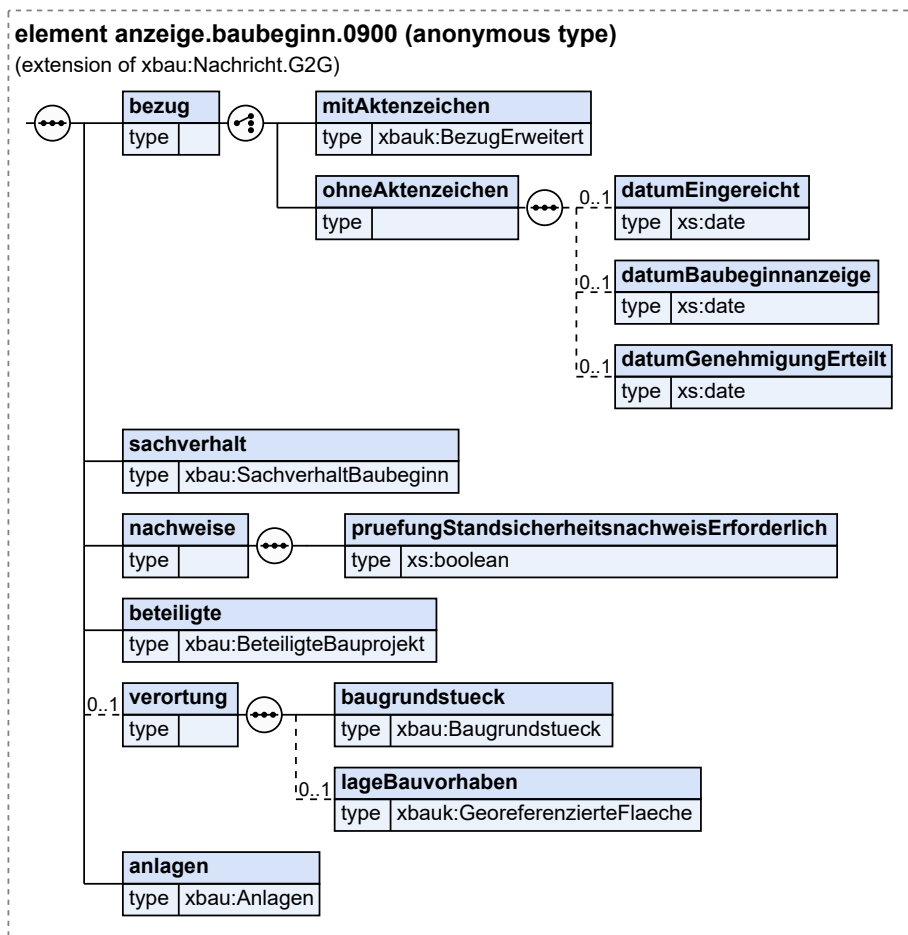 element anzeige.baubeginn.0900 (anonymous type)
(extension of xbau:Nachricht.G2G)
bezug
type
mitAktenzeichen
type xbauk:BezugErweitert
ohneAktenzeichen
type
0..1
datumEingereicht
type xs:date
0..1
datumBaubeginnanzeige
type xs:date
0..1
datumGenehmigungErteilt
type xs:date
sachverhalt
type xbau:SachverhaltBaubeginn
nachweise
type
pruefungStandsicherheitsnachweisErforderlich
type xs:boolean
beteiligte
type xbau:BeteiligteBauprojekt
0..1
verortung
type
baugrundstueck
type xbau:Baugrundstueck
0..1
lageBauvorhaben
type xbauk:GeoreferenzierteFlaeche
anlagen
type xbau:Anlagen